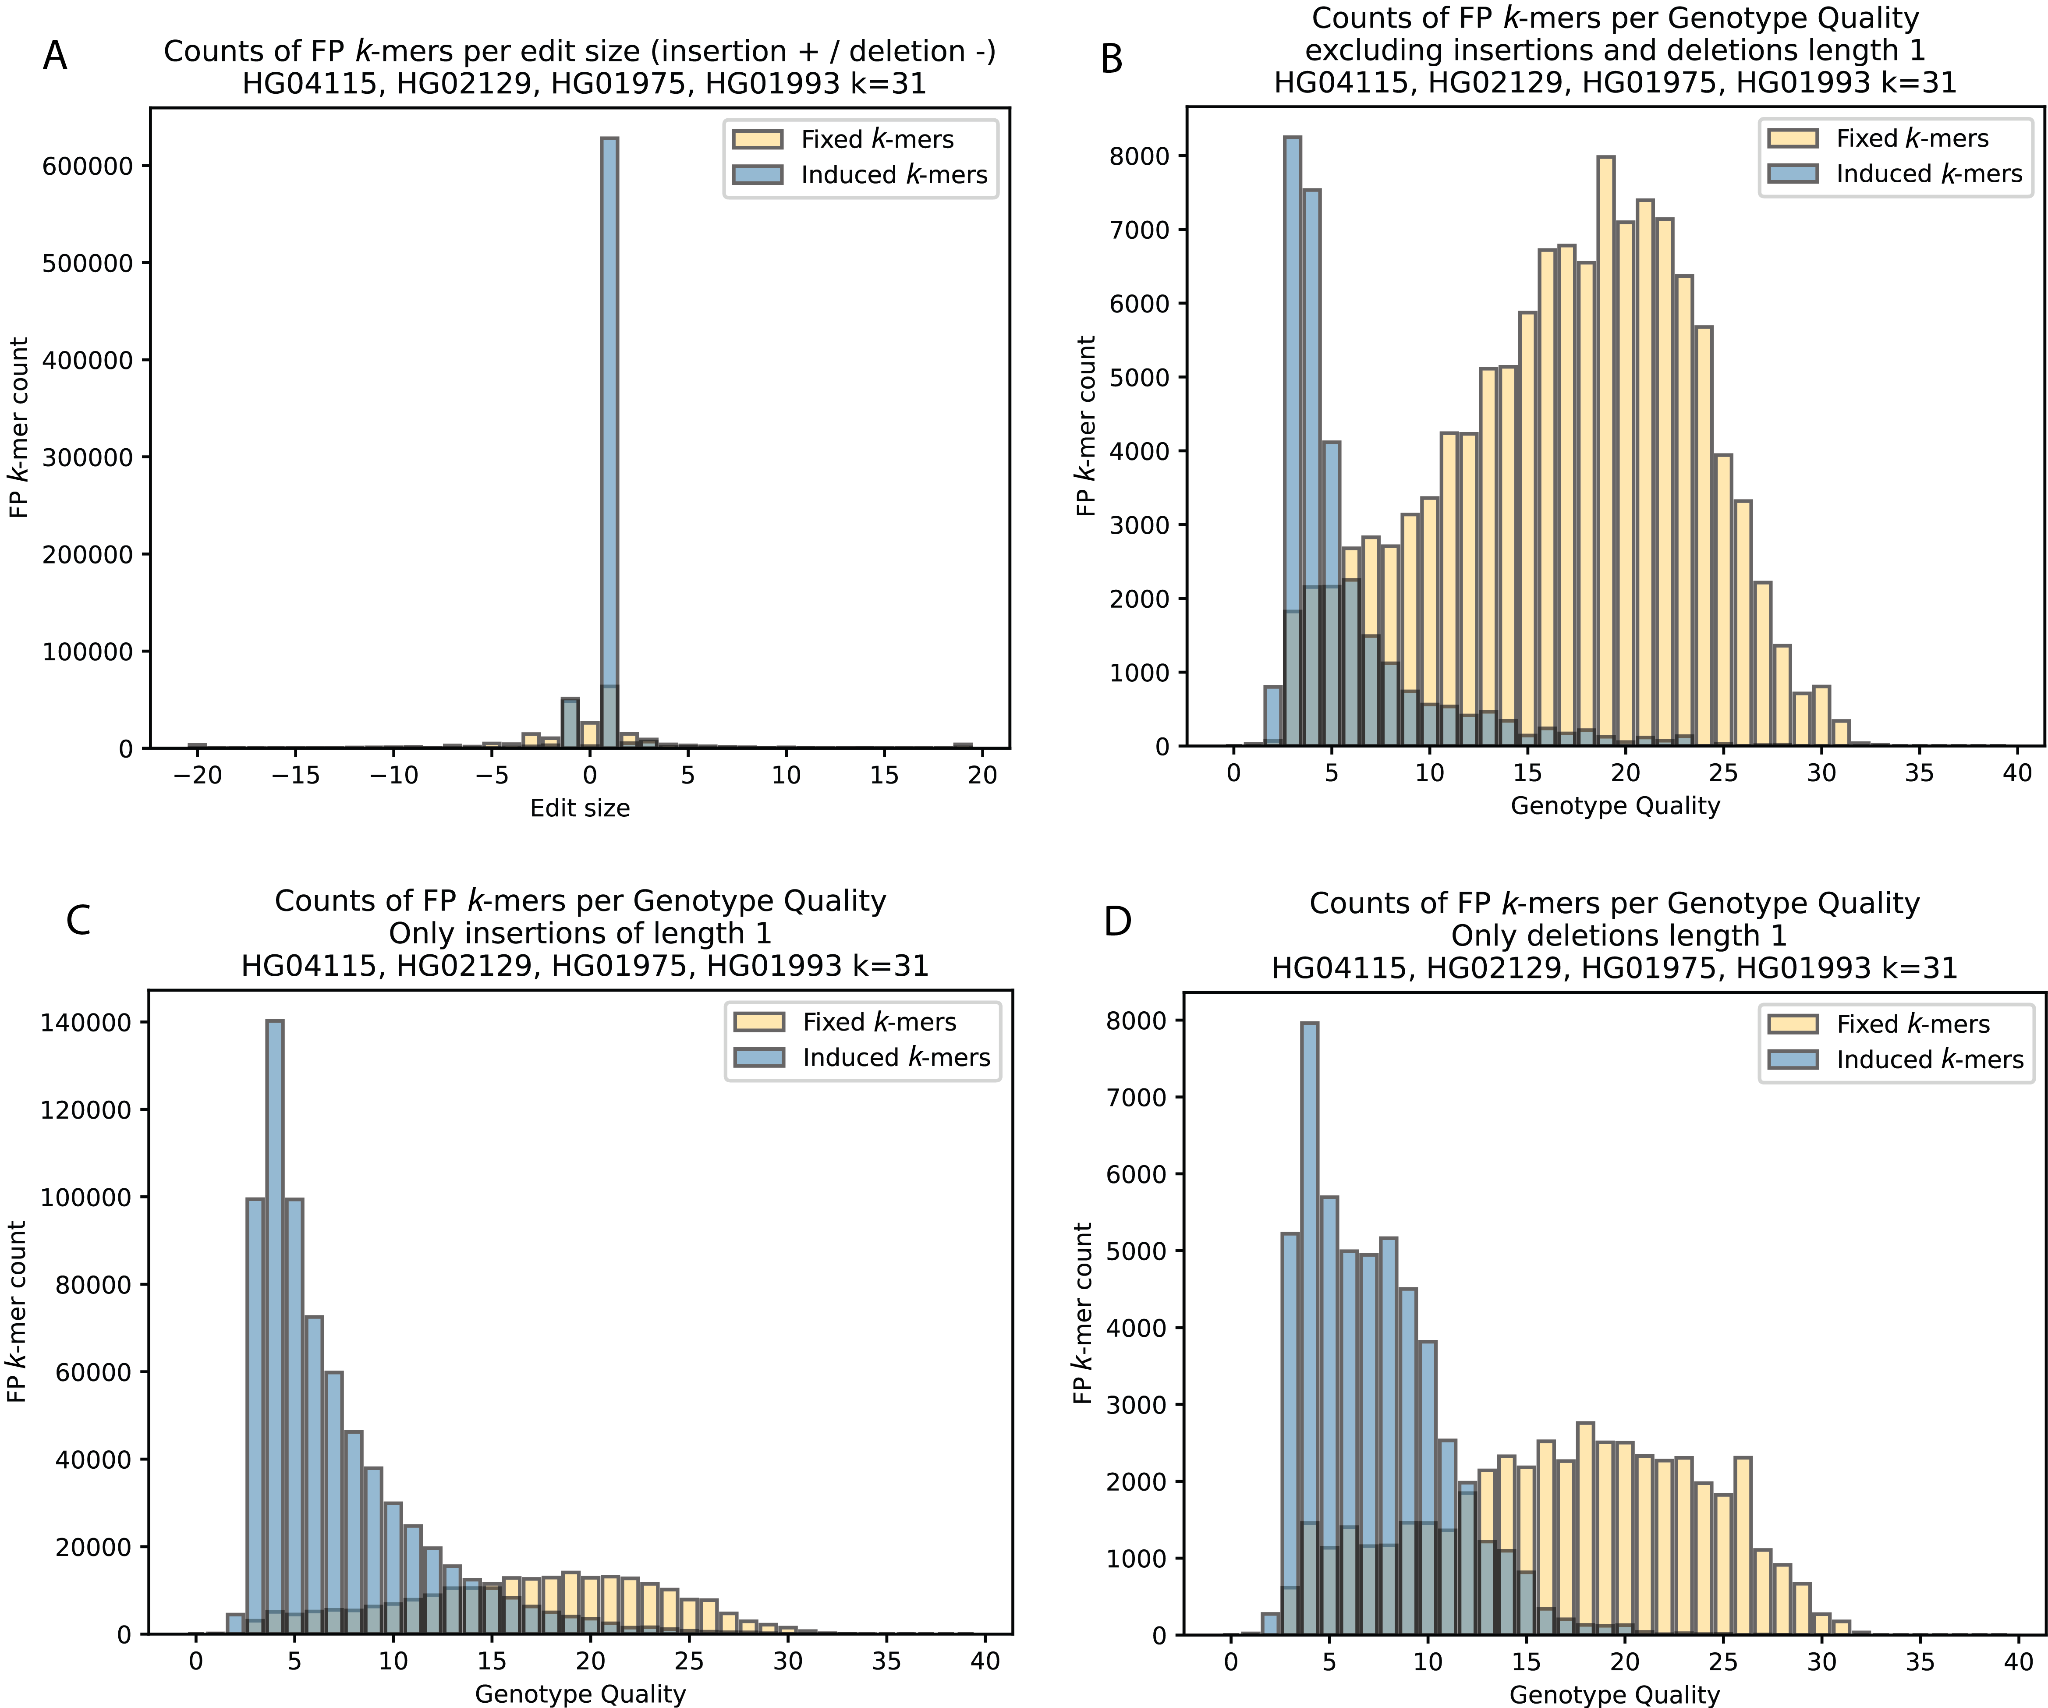 A
Counts of FP k-mers per edit size (insertion + / deletion -)
HG04115, HG02129, HG01975, HG01993 k=31
Fixed k-mers
Induced k-mers
FP k-mer count
600000
500000
400000
300000
200000
100000
0
−20 −15 −10 −5 0 5 10 15 20
Edit size
B
Counts of FP k-mers per Genotype Quality
excluding insertions and deletions length 1
HG04115, HG02129, HG01975, HG01993 k=31
Fixed k-mers
Induced k-mers
FP k-mer count
8000
7000
6000
5000
4000
3000
2000
1000
0
0 5 10 15 20 25 30 35 40
Genotype Quality
C
Counts of FP k-mers per Genotype Quality
Only insertions of length 1
HG04115, HG02129, HG01975, HG01993 k=31
Fixed k-mers
Induced k-mers
FP k-mer count
140000
120000
100000
80000
60000
40000
20000
0
0 5 10 15 20 25 30 35 40
Genotype Quality
D
Counts of FP k-mers per Genotype Quality
Only deletions length 1
HG04115, HG02129, HG01975, HG01993 k=31
Fixed k-mers
Induced k-mers
FP k-mer count
8000
7000
6000
5000
4000
3000
2000
1000
0
0 5 10 15 20 25 30 35 40
Genotype Quality